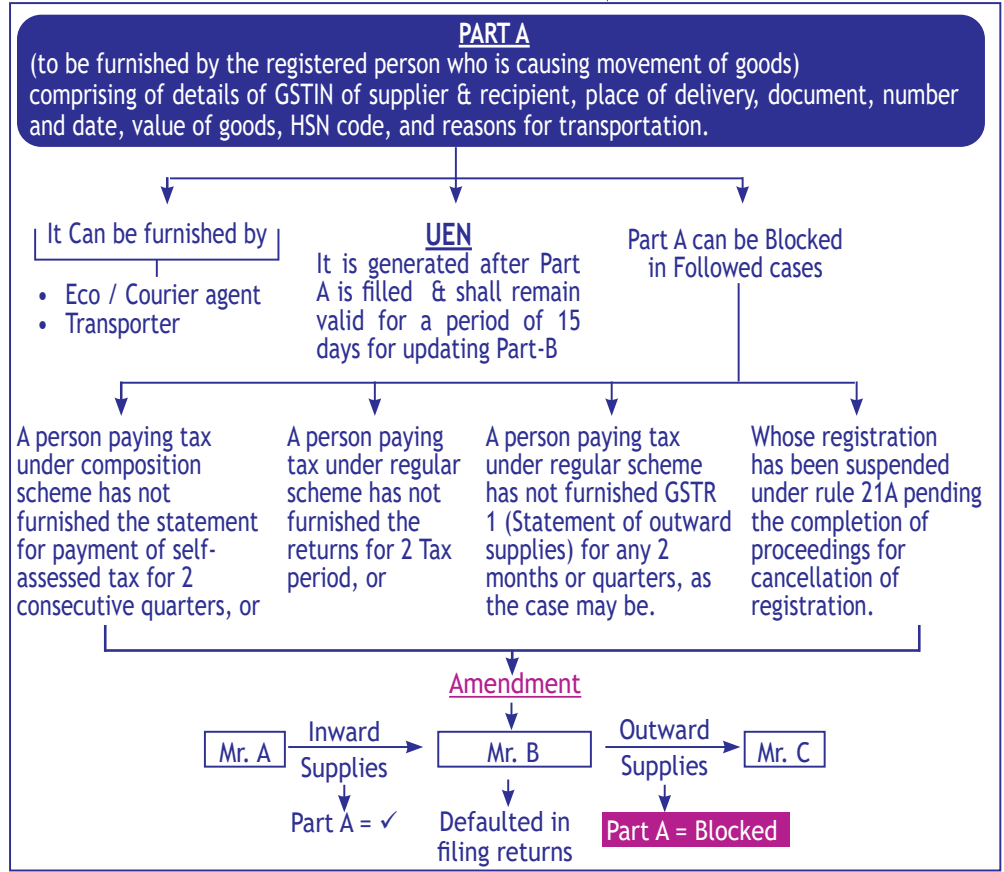 PART A
(to be furnished by the registered person who is causing movement of goods)
comprising of details of GSTIN of supplier & recipient, place of delivery, document, number
and date, value of goods, HSN code, and reasons for transportation.
It Can be furnished by
• Eco / Courier agent
• Transporter
UEN
It is generated after Part
A is filled & shall remain
valid for a period of 15
days for updating Part-B
Part A can be Blocked
in Followed cases
A person paying tax
under composition
scheme has not
furnished the statement
for payment of self-
assessed tax for 2
consecutive quarters, or
A person paying
tax under regular
scheme has not
furnished the
returns for 2 Tax
period, or
A person paying tax
under regular scheme
has not furnished GSTR
1 (Statement of outward
supplies) for any 2
months or quarters, as
the case may be.
Whose registration
has been suspended
under rule 21A pending
the completion of
proceedings for
cancellation of
registration.
Amendment
Mr. A
Inward
Supplies
Mr. B
Outward
Supplies
Mr. C
Part A = ✓
Defaulted in
filing returns
Part A = Blocked